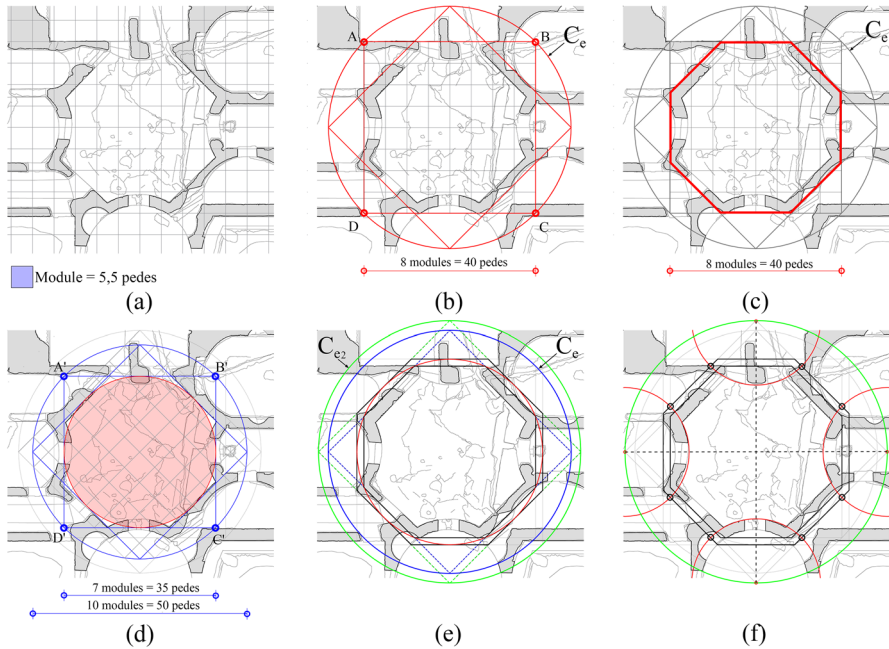 A
B
C
D
Cₑ
Cₑ
Module = 5,5 pedes
8 modules = 40 pedes
8 modules = 40 pedes
(a)
(b)
(c)
A'
B'
C'
D'
Cₑ₂
Cₑ
7 modules = 35 pedes
10 modules = 50 pedes
(d)
(e)
(f)